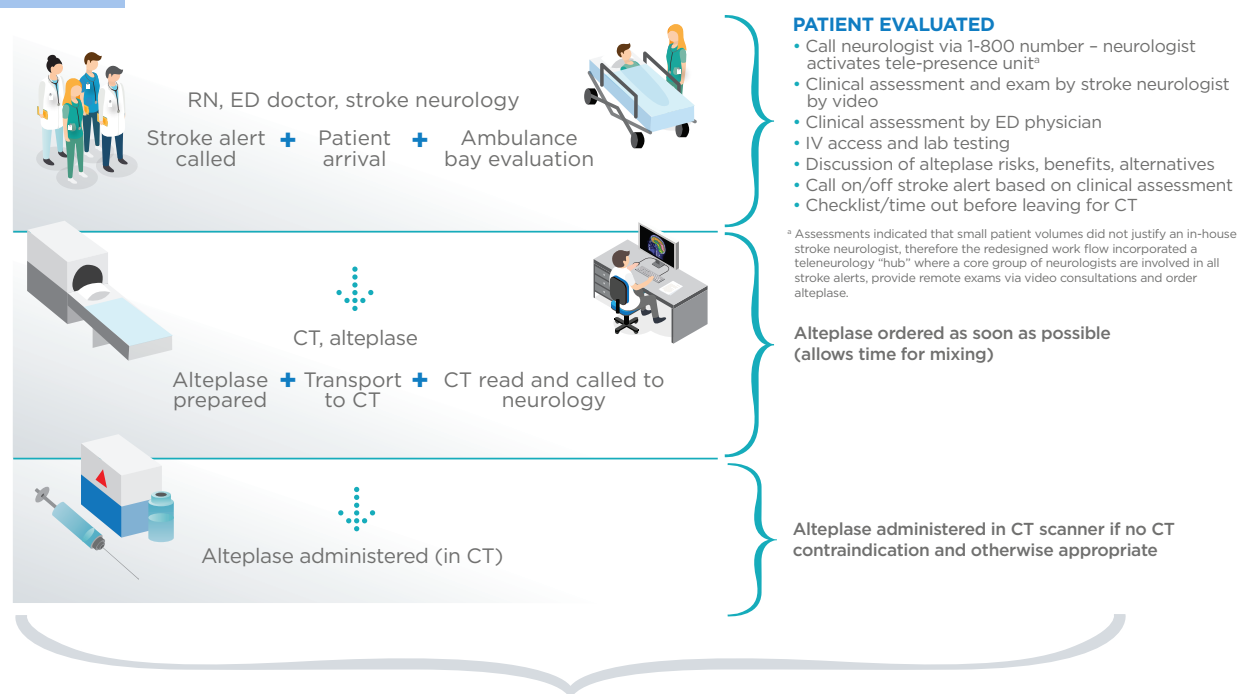 RN, ED doctor, stroke neurology
Stroke alert called + Patient arrival + Ambulance bay evaluation
PATIENT EVALUATED
• Call neurologist via 1-800 number – neurologist
activates tele-presence unitᵃ
• Clinical assessment and exam by stroke neurologist
by video
• Clinical assessment by ED physician
• IV access and lab testing
• Discussion of alteplase risks, benefits, alternatives
• Call on/off stroke alert based on clinical assessment
• Checklist/time out before leaving for CT
ᵃ Assessments indicated that small patient volumes did not justify an in-house
stroke neurologist, therefore the redesigned work flow incorporated a
teleneurology “hub” where a core group of neurologists are involved in all
stroke alerts, provide remote exams via video consultations and order
alteplase.
CT, alteplase
Alteplase prepared + Transport to CT + CT read and called to neurology
Alteplase ordered as soon as possible
(allows time for mixing)
Alteplase administered (in CT)
Alteplase administered in CT scanner if no CT
contraindication and otherwise appropriate